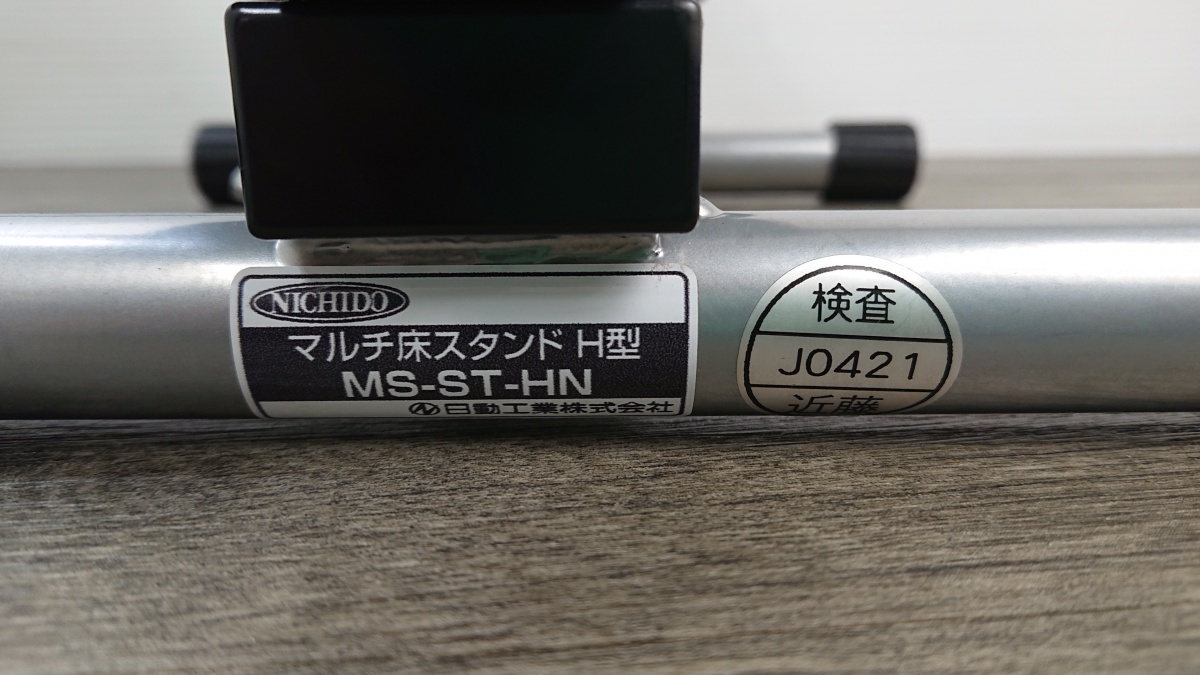 NICHIDO
マルチ床スタンド H型
MS-ST-HN
日動工業株式会社
検査
J0421
近藤